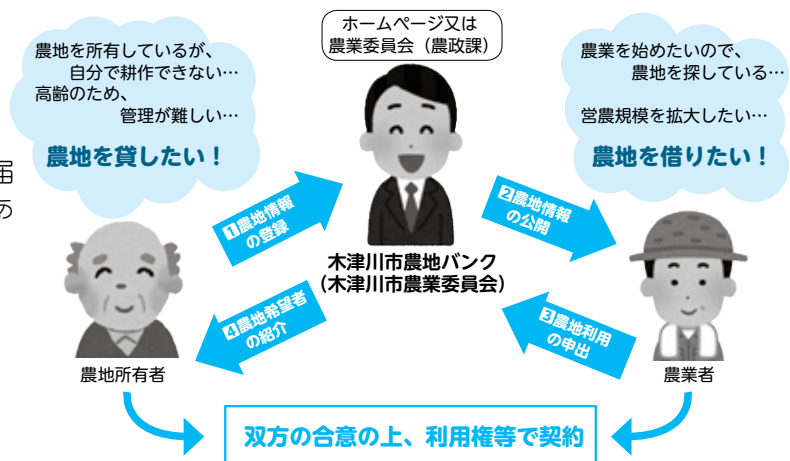 ホームページ又は
農業委員会（農政課）
農地を所有しているが、
自分で耕作できない…
高齢のため、
管理が難しい…
農地を貸したい！
農業を始めたいので、
農地を探している…
営農規模を拡大したい…
農地を借りたい！
届
あ
1農地情報
の登録
2農地情報
の公開
木津川市農地バンク
（木津川市農業委員会）
4農地希望者
の紹介
3農地利用
の申出
農地所有者
農業者
双方の合意の上、利用権等で契約